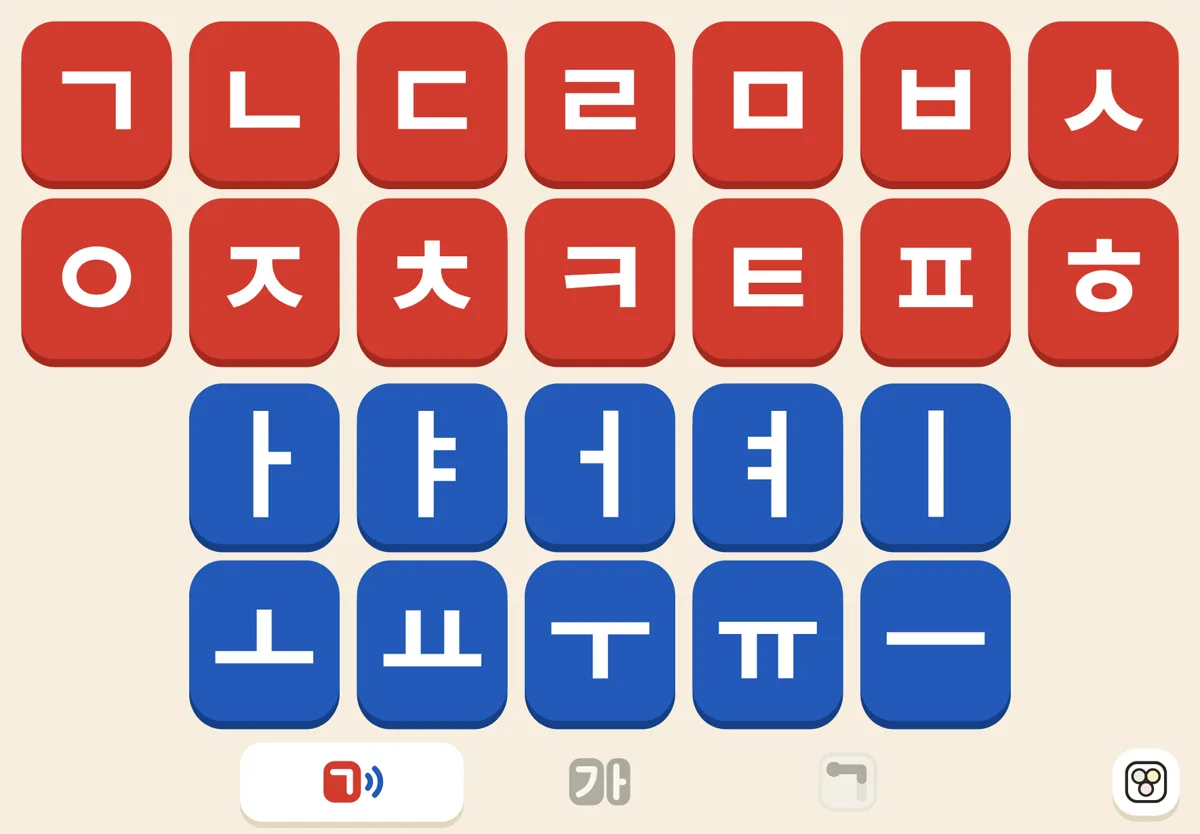 ㄱ ㄴ ㄷ ㄹ ㅁ ㅂ ㅅ
ㅇ ㅈ ㅊ ㅋ ㅌ ㅍ ㅎ
ㅏ ㅑ ㅓ ㅕ ㅣ
ㅗ ㅛ ㅜ ㅠ ㅡ
ㄱ 가 ㄱ